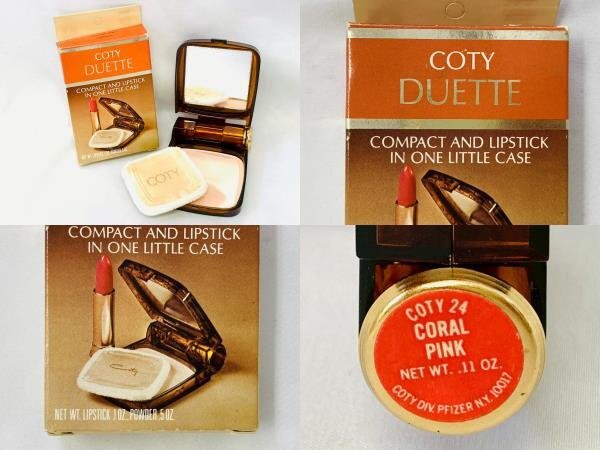 COTY
DUETTE
COMPACT AND LIPSTICK
IN ONE LITTLE CASE
COTY
COTY
DUETTE
COMPACT AND LIPSTICK
IN ONE LITTLE CASE
COMPACT AND LIPSTICK
IN ONE LITTLE CASE
Coty
NET WT. LIPSTICK .1 OZ., POWDER .5 OZ.
COTY 24
CORAL
PINK
NET WT. .11 OZ.
COTY DIV. PFIZER N.Y. 10017